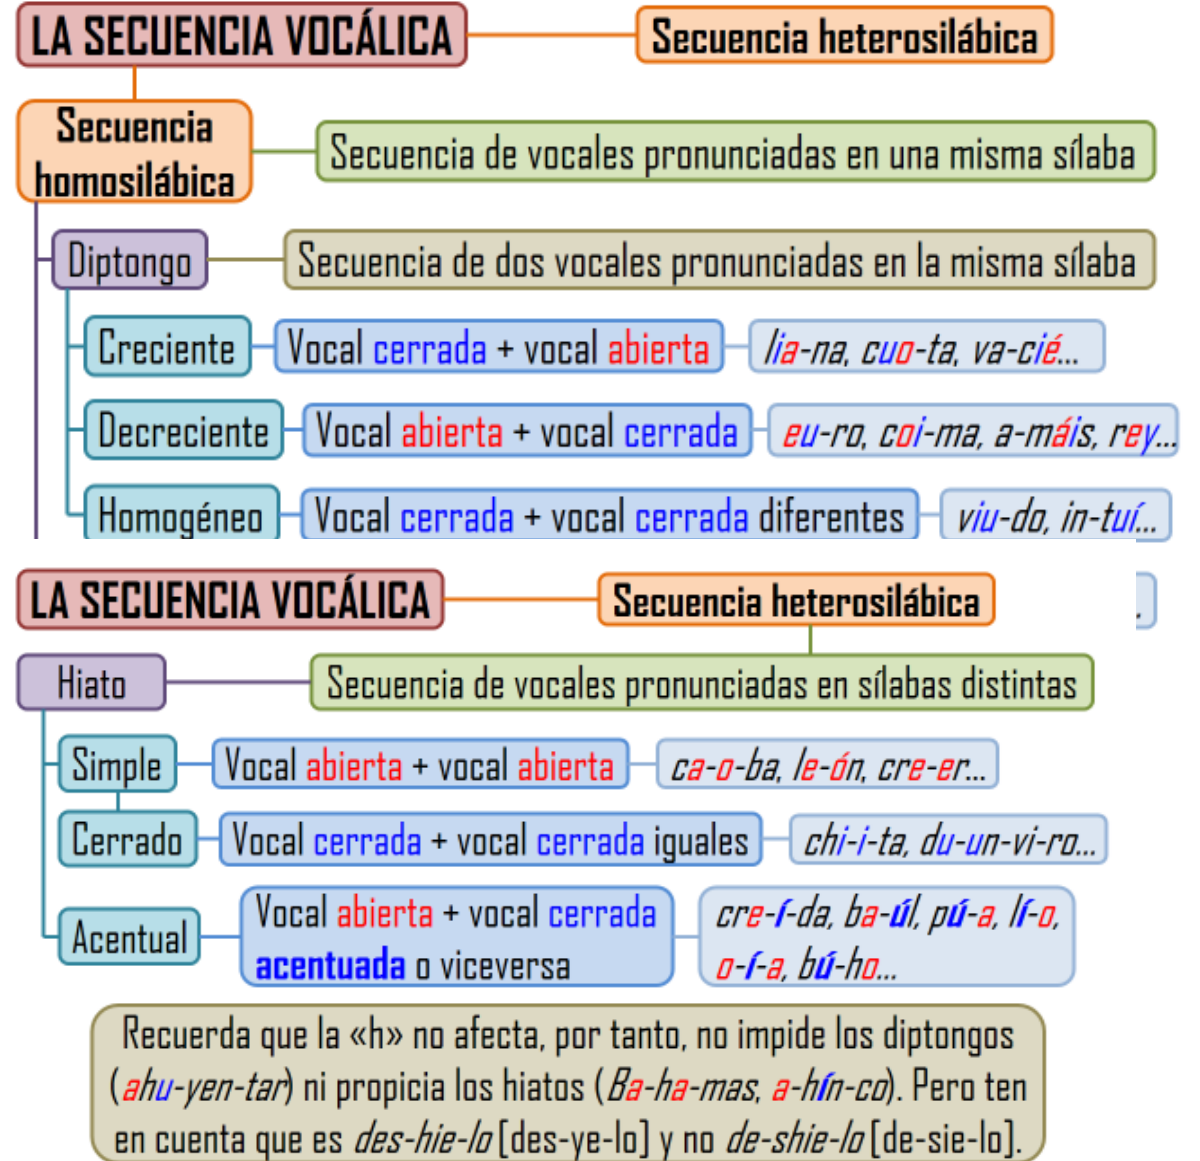 LA SECUENCIA VOCÁLICA
Secuencia heterosilábica
Secuencia
homosilábica
Secuencia de vocales pronunciadas en una misma sílaba
Diptongo
Secuencia de dos vocales pronunciadas en la misma sílaba
Creciente
Vocal cerrada + vocal abierta
lia-na, cuo-ta, va-cié...
Decreciente
Vocal abierta + vocal cerrada
eu-ro, coi-ma, a-máis, rey...
Homogéneo
Vocal cerrada + vocal cerrada diferentes
viu-do, in-tuí...
LA SECUENCIA VOCÁLICA
Secuencia heterosilábica
Hiato
Secuencia de vocales pronunciadas en sílabas distintas
Simple
Vocal abierta + vocal abierta
ca-o-ba, le-ón, cre-er...
Cerrado
Vocal cerrada + vocal cerrada iguales
chi-i-ta, du-un-vi-ro...
Acentual
Vocal abierta + vocal cerrada
acentuada o viceversa
cre-í-da, ba-úl, pú-a, lí-o,
o-í-a, bú-ho...
Recuerda que la «h» no afecta, por tanto, no impide los diptongos
(ahu-yen-tar) ni propicia los hiatos (Ba-ha-mas, a-hín-co). Pero ten
en cuenta que es des-hie-lo [des-ye-lo] y no de-shie-lo [de-sie-lo].